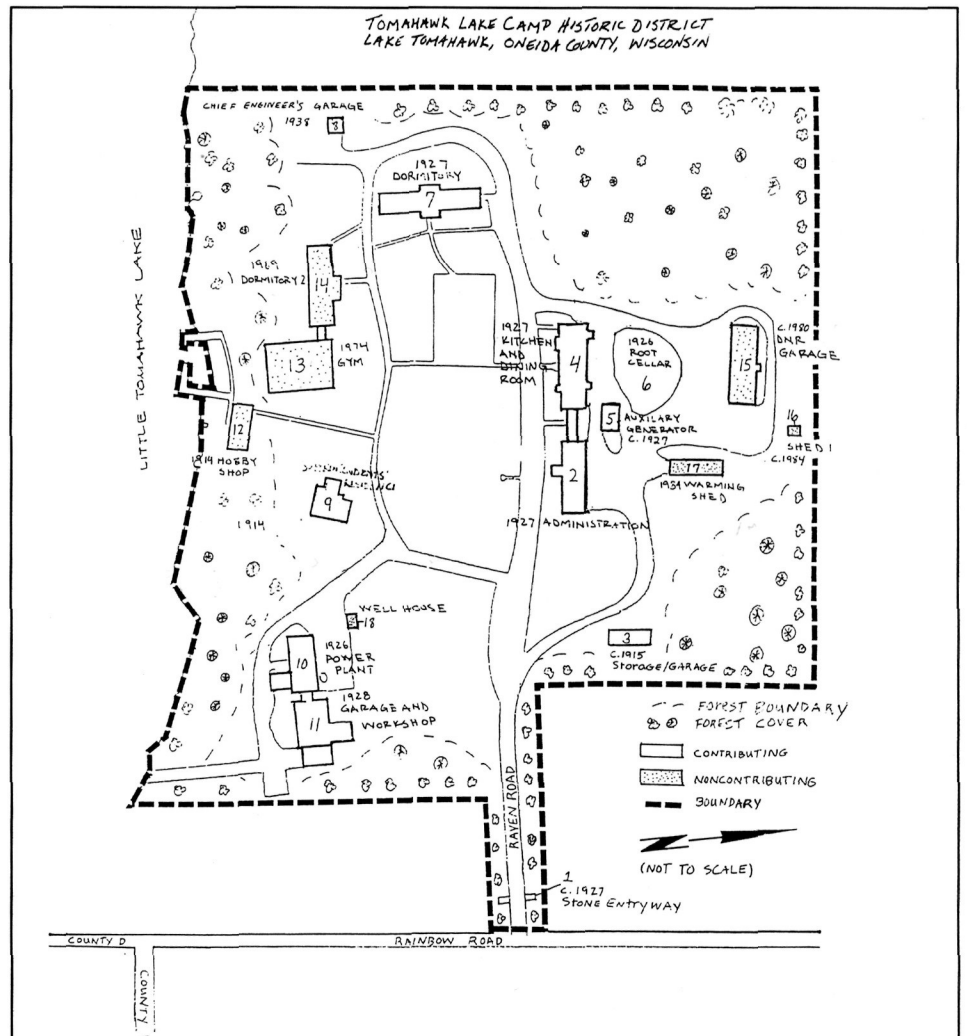 TOMAHAWK LAKE CAMP HISTORIC DISTRICT
LAKE TOMAHAWK, ONEIDA COUNTY, WISCONSIN
CHIEF ENGINEER'S GARAGE
1938
8
1927
DORMITORY
7
LITTLE TOMAHAWK LAKE
1969
DORMITORY 2
14
1974
GYM
13
12
1914 HOBBY
SHOP
1914
9
1927
KITCHEN
AND
DINING
ROOM
4
1926
ROOT
CELLAR
6
5
AUXILARY
GENERATOR
C.1927
2
1927 ADMINISTRATION
15
C.1980
DNR
GARAGE
16
SHED 1
C.1984
17
1934 WARMING
SHED
WELL HOUSE
18
10
1926
POWER
PLANT
1928
GARAGE AND
WORKSHOP
11
3
C.1915
STORAGE/GARAGE
RAVEN ROAD
FOREST BOUNDARY
FOREST COVER
CONTRIBUTING
NONCONTRIBUTING
BOUNDARY
(NOT TO SCALE)
1
C.1927
STONE ENTRYWAY
COUNTY D
RAINBOW ROAD
COUNTY